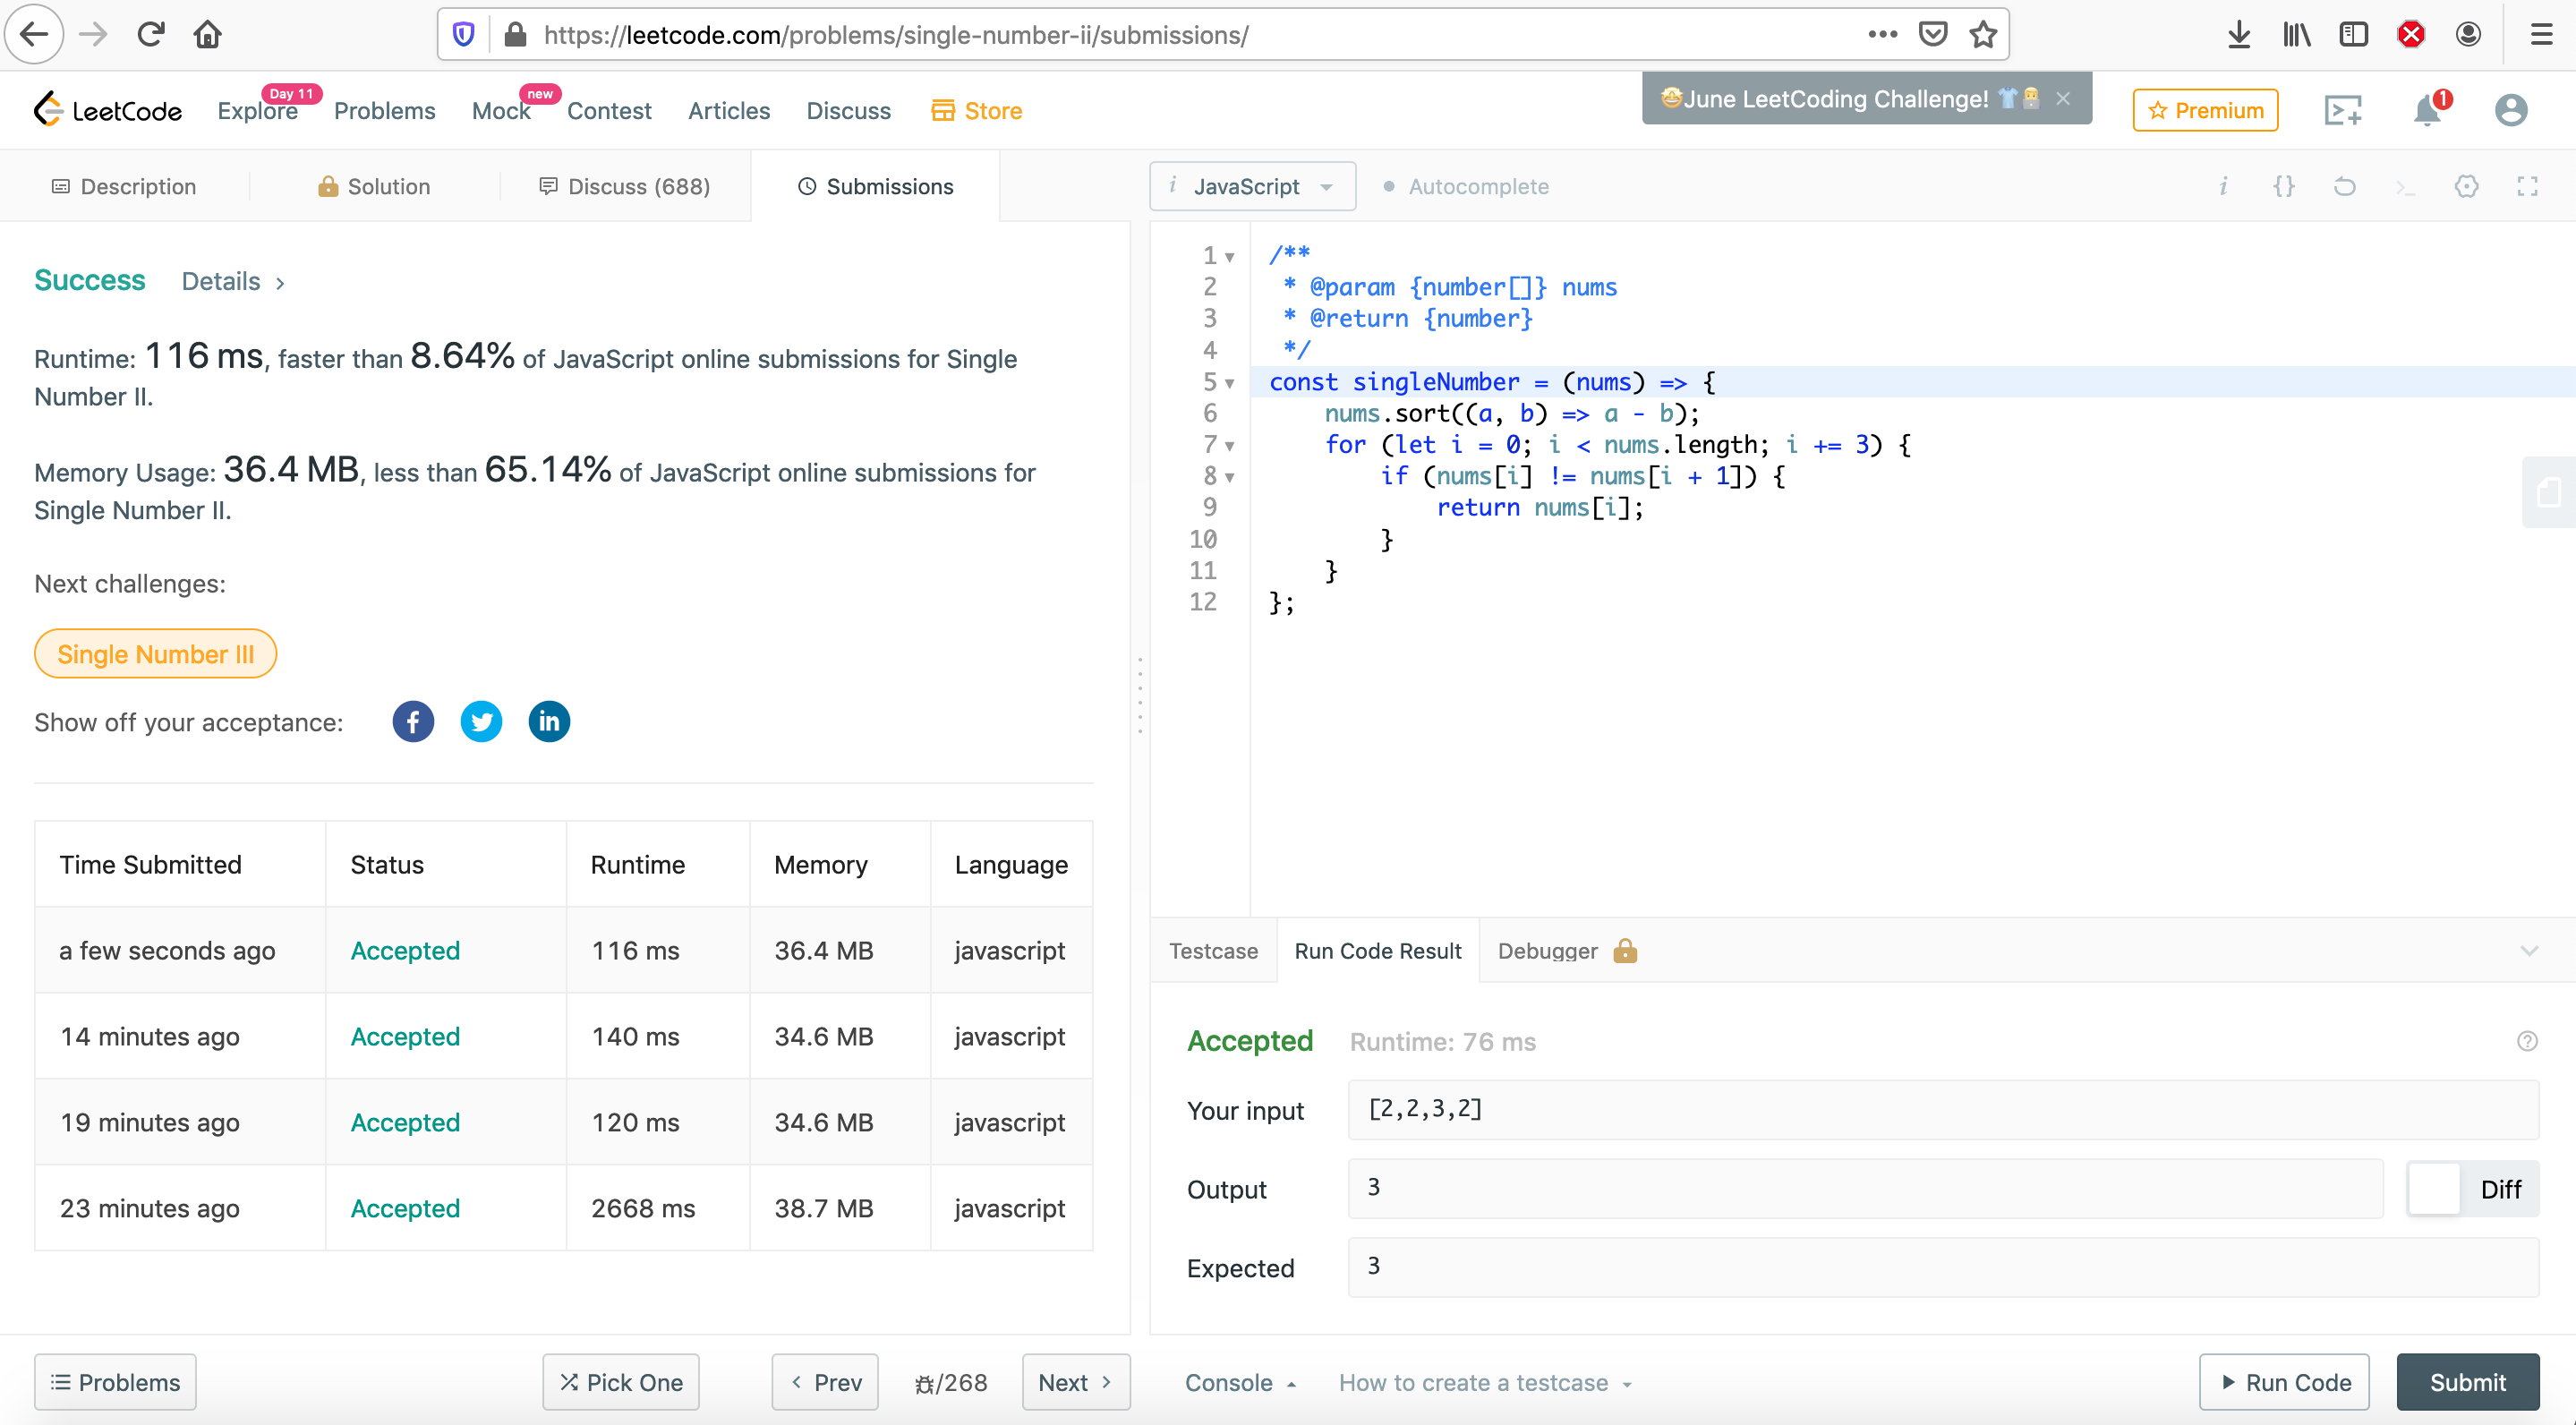 https://leetcode.com/problems/single-number-ii/submissions/
LeetCode
Explore
Day 11
Problems
Mock
new
Contest
Articles
Discuss
Store
🤩June LeetCoding Challenge!
Premium
1
Description
Solution
Discuss (688)
Submissions
Success
Details
Runtime: 116 ms, faster than 8.64% of JavaScript online submissions for Single
Number II.
Memory Usage: 36.4 MB, less than 65.14% of JavaScript online submissions for
Single Number II.
Next challenges:
Single Number III
Show off your acceptance:
Time Submitted Status Runtime Memory Language
a few seconds ago Accepted 116 ms 36.4 MB javascript
14 minutes ago Accepted 140 ms 34.6 MB javascript
19 minutes ago Accepted 120 ms 34.6 MB javascript
23 minutes ago Accepted 2668 ms 38.7 MB javascript
Problems
Pick One
Prev
/268
Next
i JavaScript
Autocomplete
i {}
1 /**
2  * @param {number[]} nums
3  * @return {number}
4  */
5 const singleNumber = (nums) => {
6     nums.sort((a, b) => a - b);
7     for (let i = 0; i < nums.length; i += 3) {
8         if (nums[i] != nums[i + 1]) {
9             return nums[i];
10         }
11     }
12 };
Testcase
Run Code Result
Debugger
Accepted Runtime: 76 ms
Your input [2,2,3,2]
Output 3
Diff
Expected 3
Console
How to create a testcase
Run Code
Submit